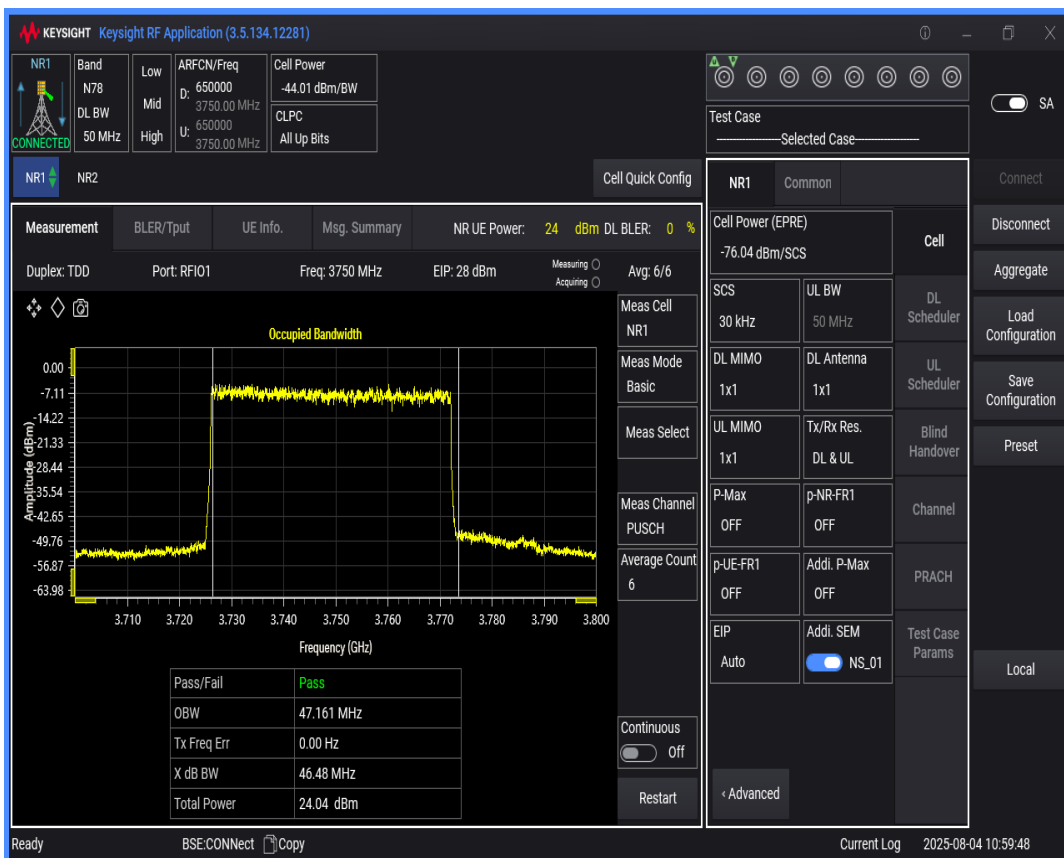 KEYSIGHT Keysight RF Application (3.5.134.12281)
NR1
CONNECTED
Band
N78
DL BW
50 MHz
Low
Mid
High
ARFCN/Freq
D: 650000
3750.00 MHz
U: 650000
3750.00 MHz
Cell Power
-44.01 dBm/BW
CLPC
All Up Bits
Test Case
Selected Case
SA
NR1 NR2 Cell Quick Config
Measurement BLER/Tput UE Info. Msg. Summary NR UE Power: 24 dBm DL BLER: 0 %
Duplex: TDD Port: RFIO1 Freq: 3750 MHz EIP: 28 dBm Measuring Acquiring Avg: 6/6
Occupied Bandwidth
Amplitude (dBm)
0.00
-7.11
-14.22
-21.33
-28.44
-35.54
-42.65
-49.76
-56.87
-63.98
3.710 3.720 3.730 3.740 3.750 3.760 3.770 3.780 3.790 3.800
Frequency (GHz)
Pass/Fail Pass
OBW 47.161 MHz
Tx Freq Err 0.00 Hz
X dB BW 46.48 MHz
Total Power 24.04 dBm
Meas Cell
NR1
Meas Mode
Basic
Meas Select
Meas Channel
PUSCH
Average Count
6
Continuous
Off
Restart
NR1 Common
Cell Power (EPRE)
-76.04 dBm/SCS
SCS
30 kHz
UL BW
50 MHz
DL MIMO
1x1
DL Antenna
1x1
UL MIMO
1x1
Tx/Rx Res.
DL & UL
P-Max
OFF
p-NR-FR1
OFF
p-UE-FR1
OFF
Addi. P-Max
OFF
EIP
Auto
Addi. SEM
NS_01
‹ Advanced
Cell
DL
Scheduler
UL
Scheduler
Blind
Handover
Channel
PRACH
Test Case
Params
Connect
Disconnect
Aggregate
Load
Configuration
Save
Configuration
Preset
Local
Ready BSE:CONNect Copy Current Log 2025-08-04 10:59:48